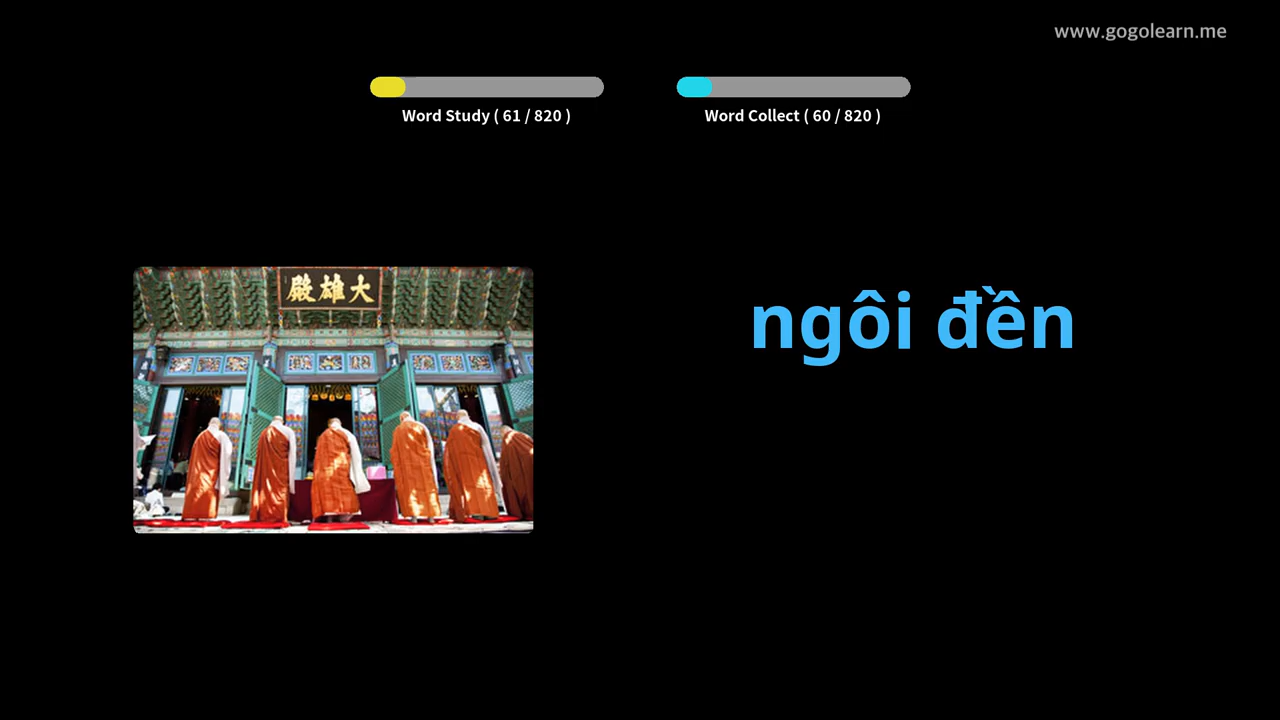 www.gogolearn.me
Word Study ( 61 / 820 )
Word Collect ( 60 / 820 )
殿雄大
ngôi đền